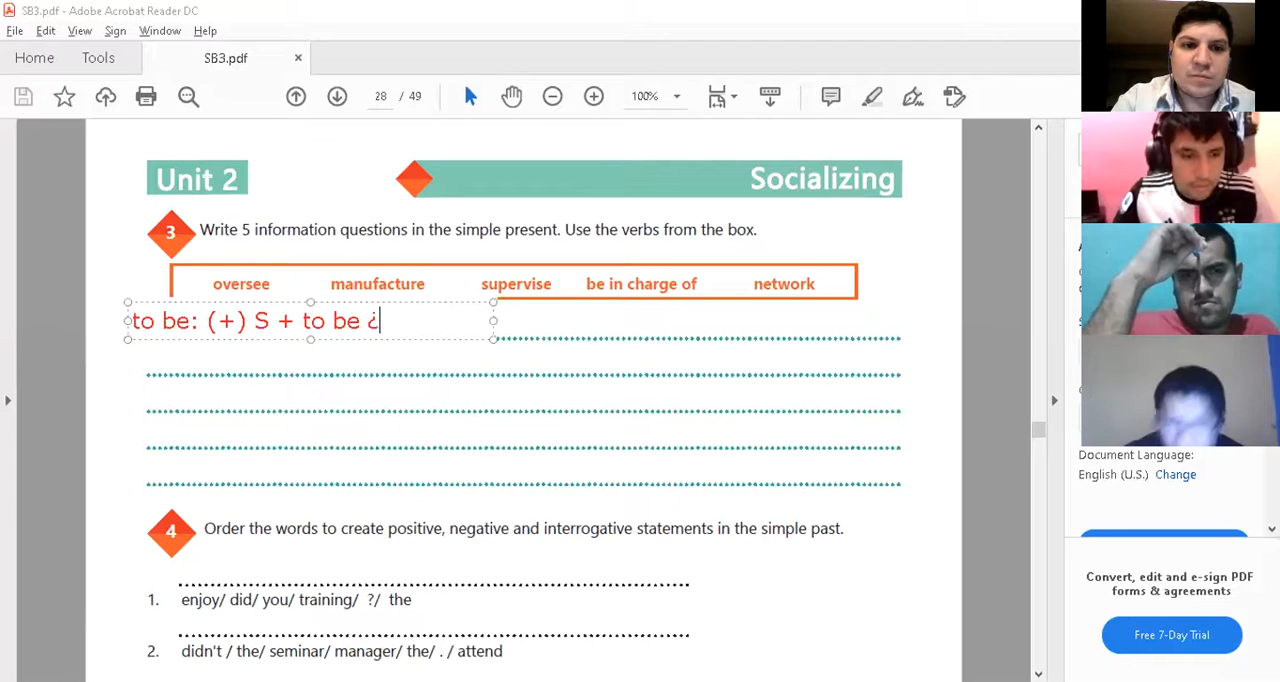 SB3.pdf - Adobe Acrobat Reader DC
File Edit View Sign Window Help
Home Tools SB3.pdf ×
28 / 49 100%
Unit 2 Socializing
3 Write 5 information questions in the simple present. Use the verbs from the box.
oversee manufacture supervise be in charge of network
to be: (+) S + to be ¿
4 Order the words to create positive, negative and interrogative statements in the simple past.
1. enjoy/ did/ you/ training/ ?/ the
2. didn't / the/ seminar/ manager/ the/ . / attend
Document Language:
English (U.S.) Change
Convert, edit and e-sign PDF
forms & agreements
Free 7-Day Trial